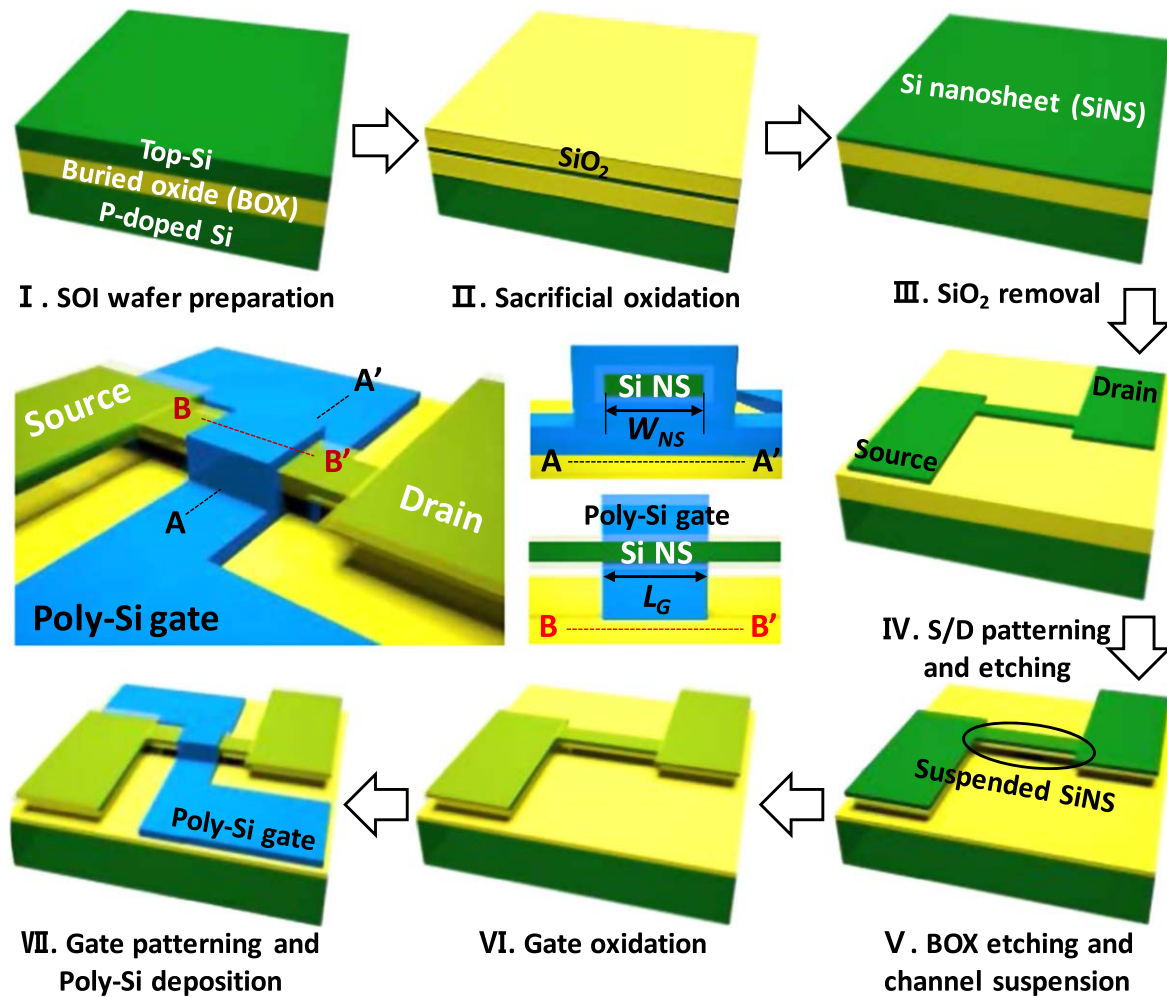 Top-Si
Buried oxide (BOX)
P-doped Si
Ⅰ. SOI wafer preparation
SiO₂
Ⅱ. Sacrificial oxidation
Si nanosheet (SiNS)
Ⅲ. SiO₂ removal
Source
Drain
Ⅳ. S/D patterning
and etching
Suspended SiNS
Ⅴ. BOX etching and
channel suspension
Ⅵ. Gate oxidation
Poly-Si gate
Ⅶ. Gate patterning and
Poly-Si deposition
Source
B
A’
B’
A
Drain
Poly-Si gate
Si NS
W_NS
A A’
Poly-Si gate
Si NS
L_G
B B’